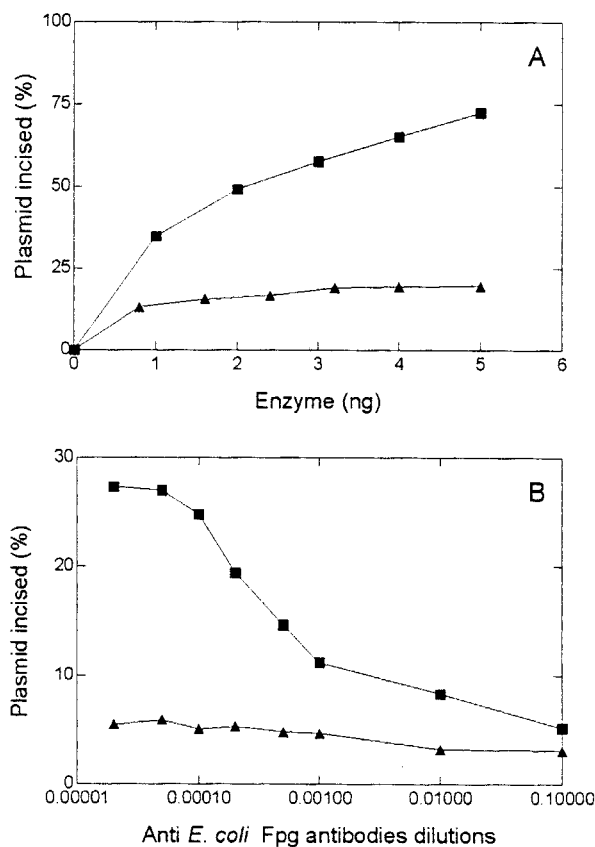 100
A
75
Plasmid incised (%)
50
25
0
0 1 2 3 4 5 6
Enzyme (ng)
30
B
20
Plasmid incised (%)
10
0
0.00001 0.00010 0.00100 0.01000 0.10000
Anti E. coli Fpg antibodies dilutions